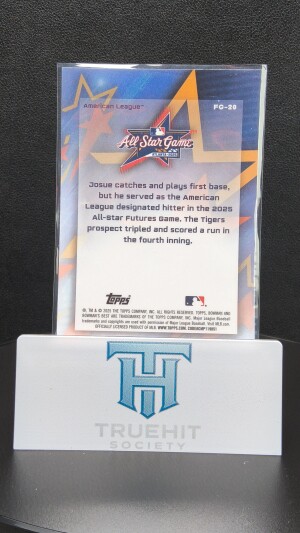 American League™
FG-20
All Star Game
Josue catches and plays first base,
but he served as the American
League designated hitter in the 2025
All-Star Futures Game. The Tigers
prospect tripled and scored a run in
the fourth inning.
Topps
TRUEHIT
SOCIETY